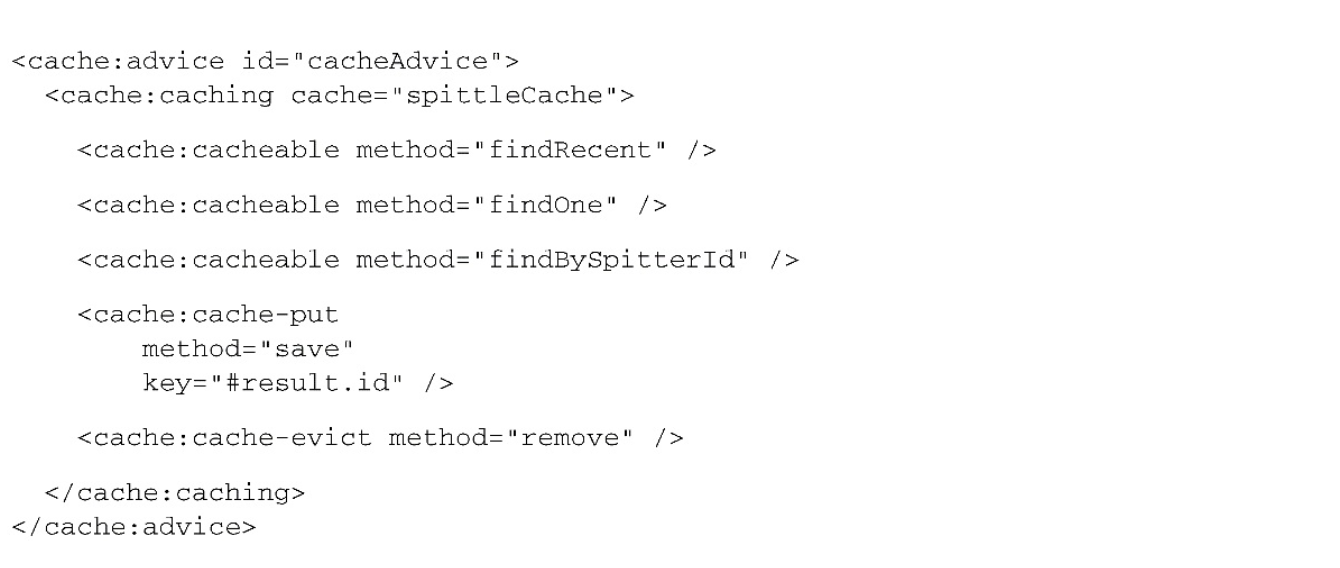 <cache:advice id="cacheAdvice">
<cache:caching cache="spittleCache">
<cache:cacheable method="findRecent" />
<cache:cacheable method="findOne" />
<cache:cacheable method="findBySpitterId" />
<cache:cache-put
method="save"
key="#result.id" />
<cache:cache-evict method="remove" />
</cache:caching>
</cache:advice>